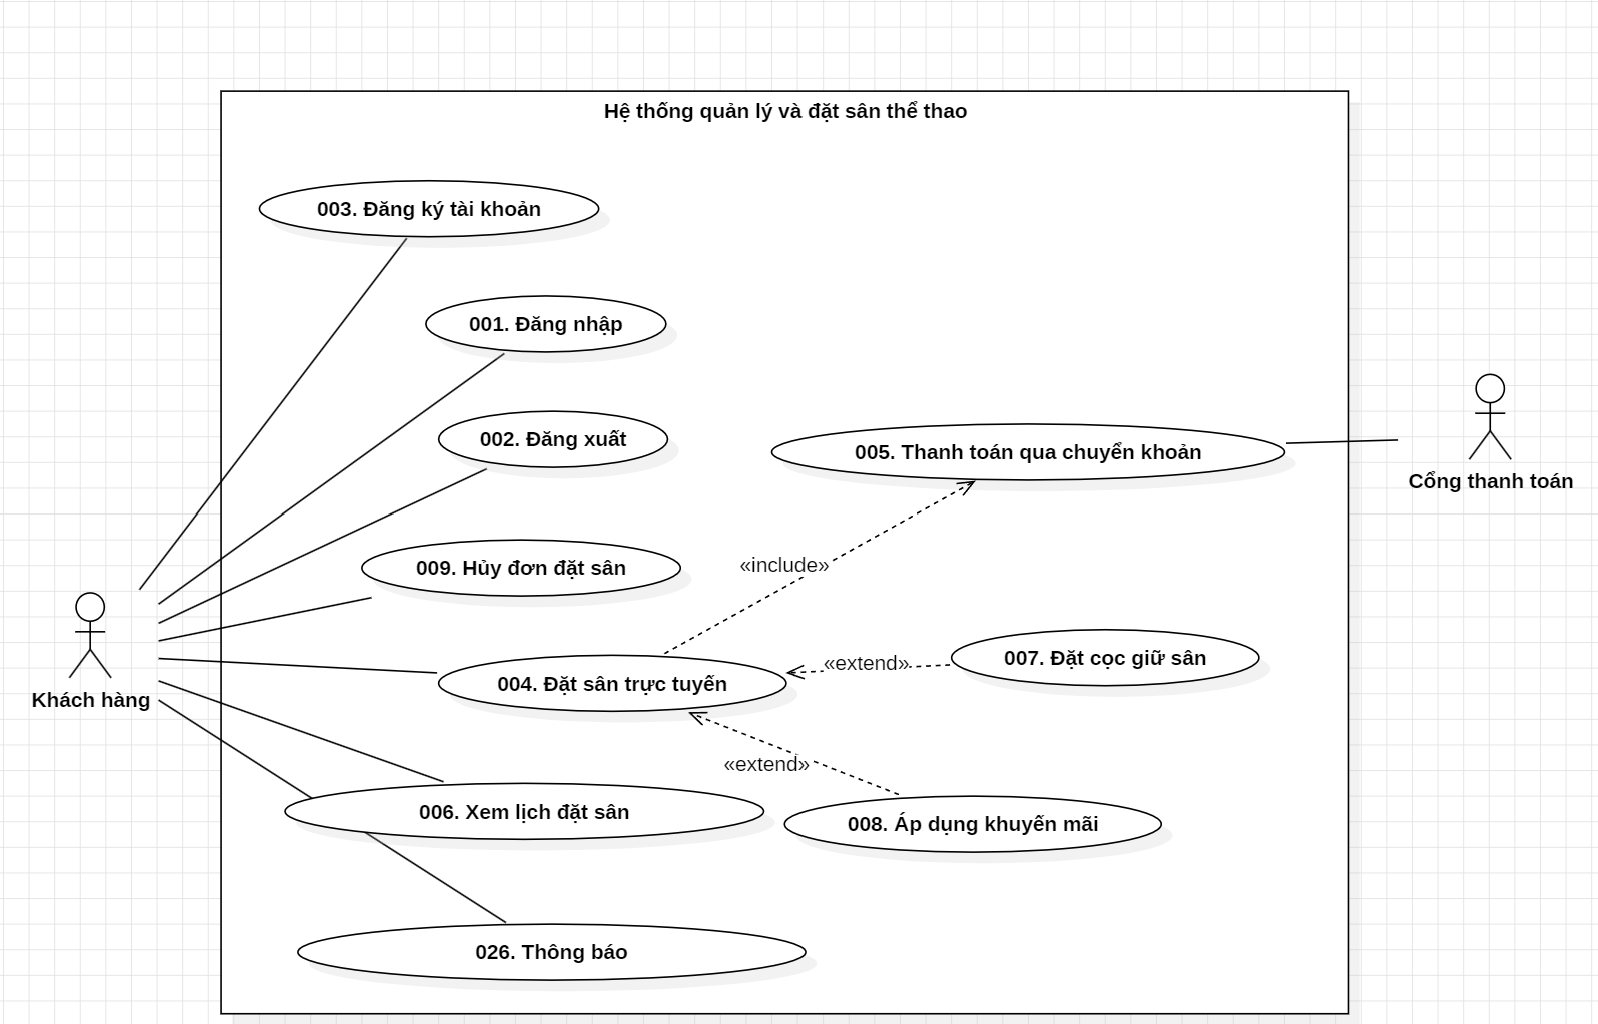 Hệ thống quản lý và đặt sân thể thao
003. Đăng ký tài khoản
001. Đăng nhập
002. Đăng xuất
005. Thanh toán qua chuyển khoản
Cổng thanh toán
009. Hủy đơn đặt sân
«include»
Khách hàng
004. Đặt sân trực tuyến
«extend»
007. Đặt cọc giữ sân
«extend»
006. Xem lịch đặt sân
008. Áp dụng khuyến mãi
026. Thông báo